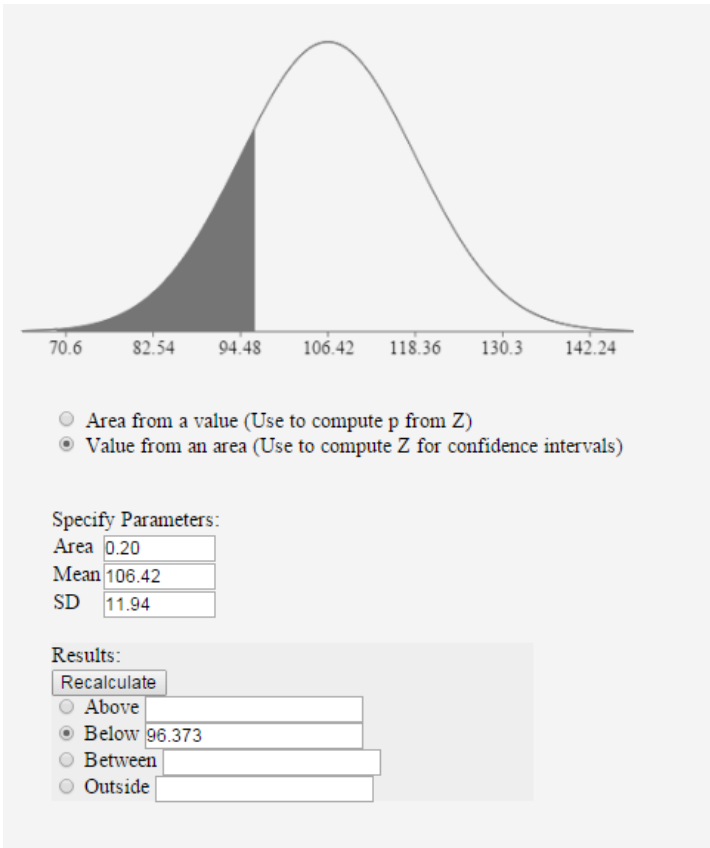 70.6 82.54 94.48 106.42 118.36 130.3 142.24
Area from a value (Use to compute p from Z)
Value from an area (Use to compute Z for confidence intervals)
Specify Parameters:
Area 0.20
Mean 106.42
SD 11.94
Results:
Recalculate
Above
Below 96.373
Between
Outside